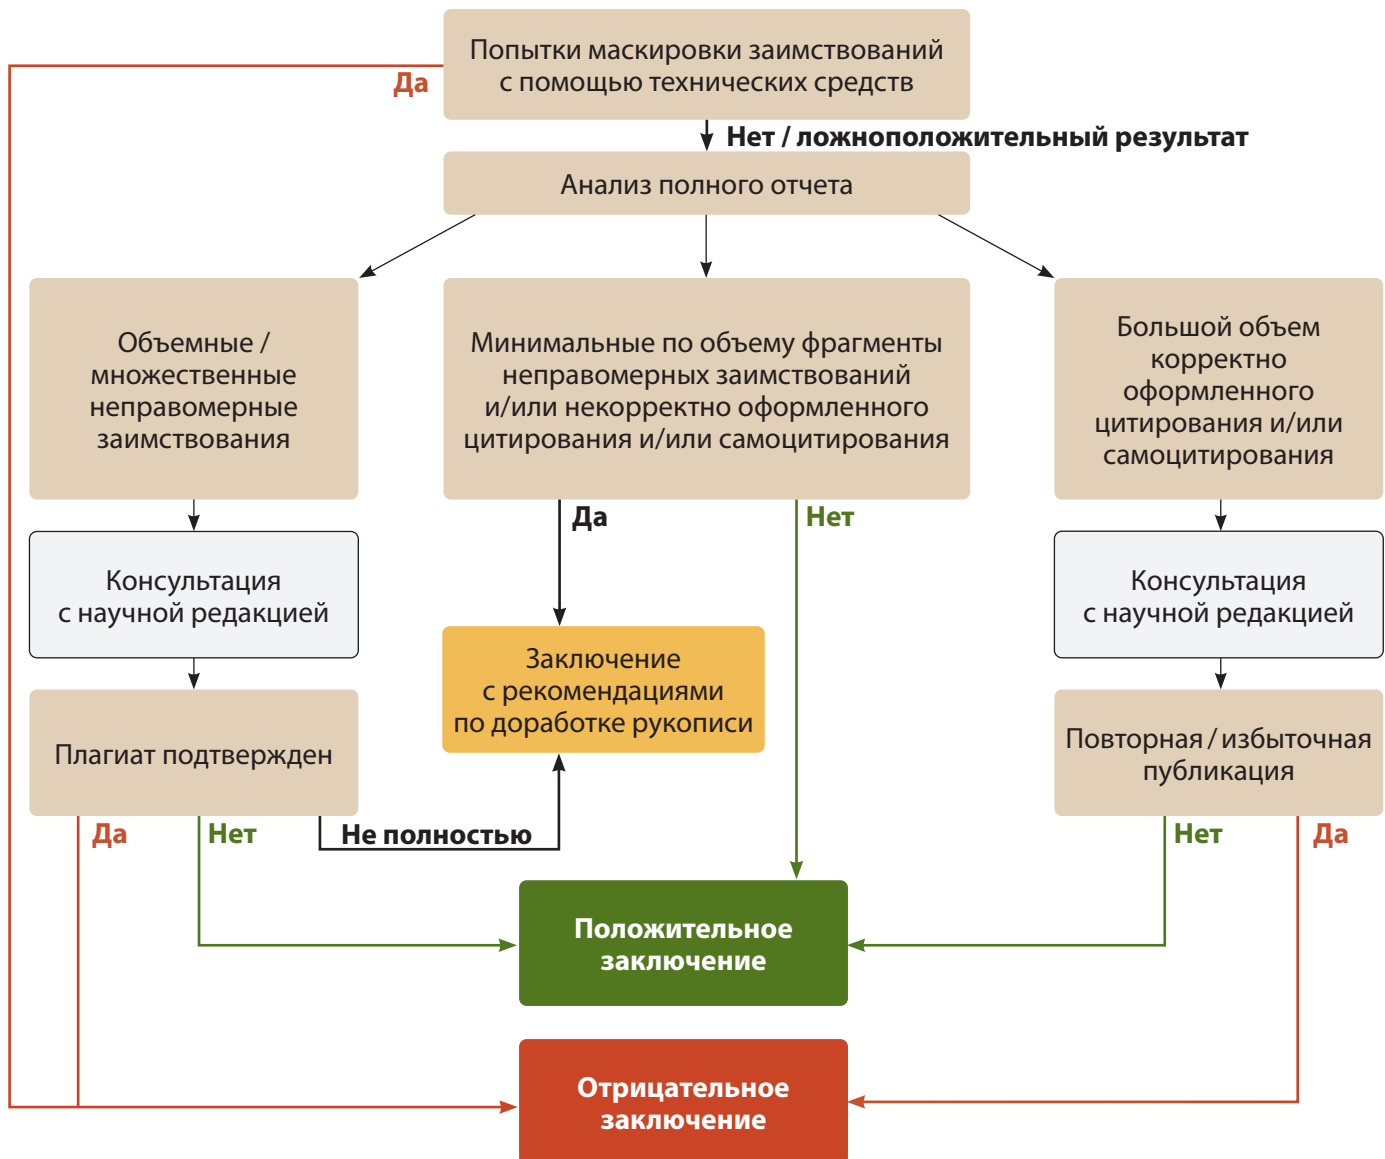 Попытки маскировки заимствований
с помощью технических средств
Да
Нет / ложноположительный результат
Анализ полного отчета
Объемные /
множественные
неправомерные
заимствования
Минимальные по объему фрагменты
неправомерных заимствований
и/или некорректно оформленного
цитирования и/или самоцитирования
Большой объем
корректно
оформленного
цитирования и/или
самоцитирования
Да
Нет
Консультация
с научной редакцией
Консультация
с научной редакцией
Заключение
с рекомендациями
по доработке рукописи
Плагиат подтвержден
Повторная / избыточная
публикация
Да
Нет
Не полностью
Нет
Да
Положительное
заключение
Отрицательное
заключение